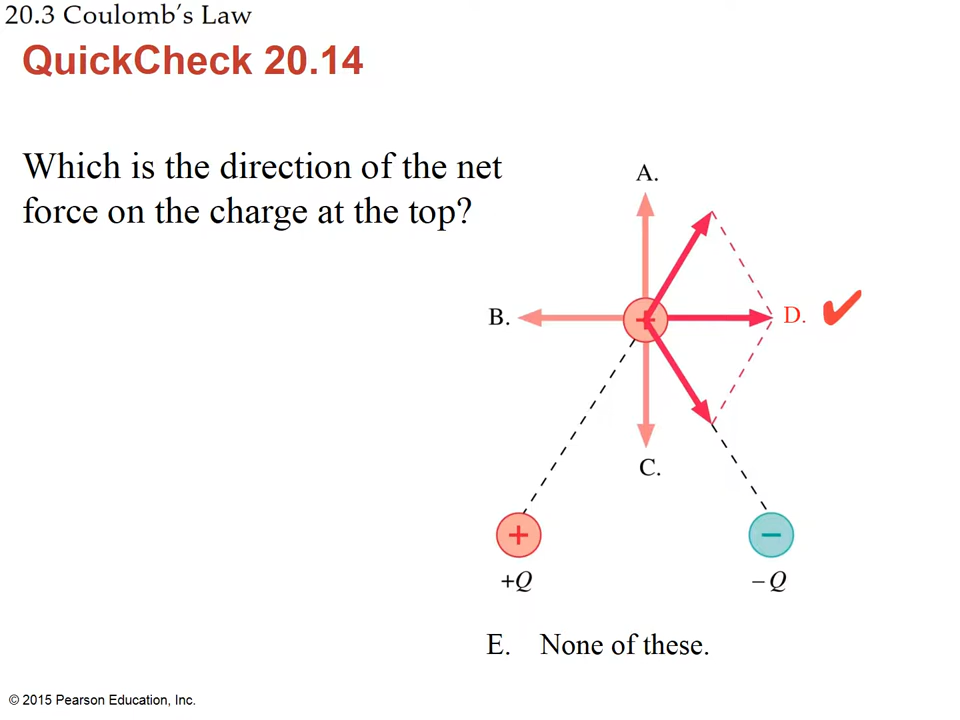 20.3 Coulomb's Law
QuickCheck 20.14
Which is the direction of the net
force on the charge at the top?
A.
B.
+
D.
C.
+
−
+Q
−Q
E. None of these.
© 2015 Pearson Education, Inc.